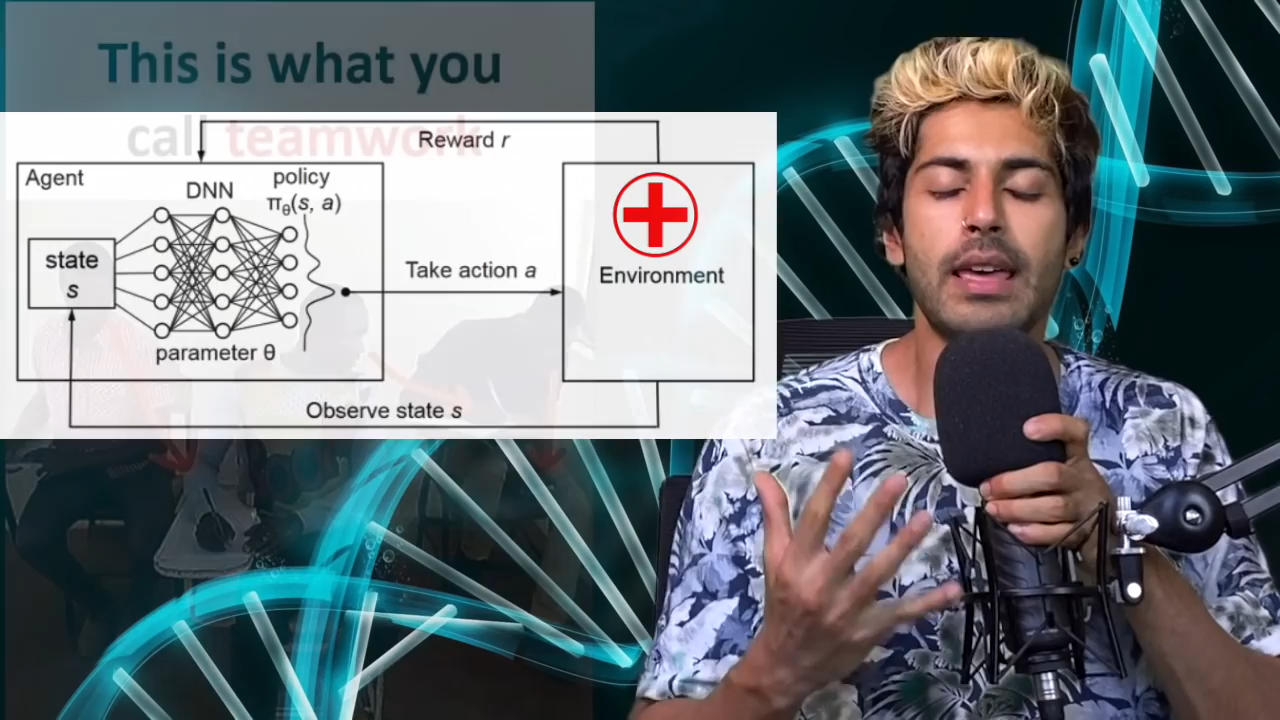 This is what you
call teamwork
Reward r
Agent
DNN
policy
πθ(s, a)
state
s
Take action a
Environment
parameter θ
Observe state s